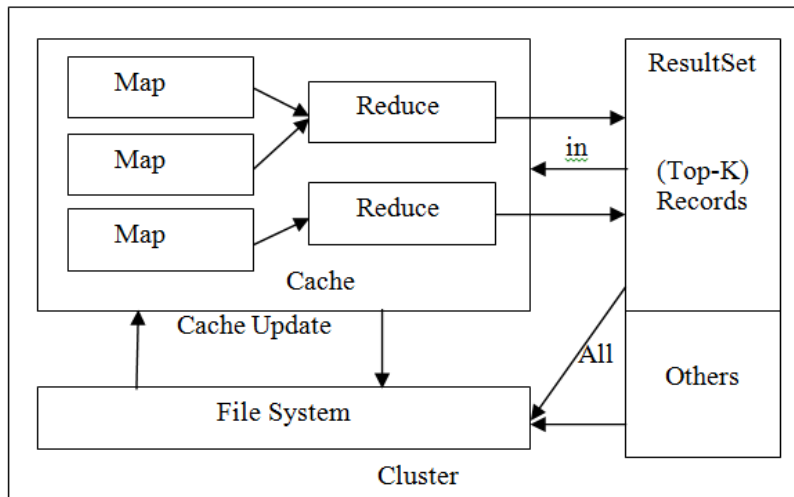 Map
Reduce
Map
Map
Reduce
Cache
Cache Update
File System
Cluster
in
ResultSet
(Top-K)
Records
All
Others